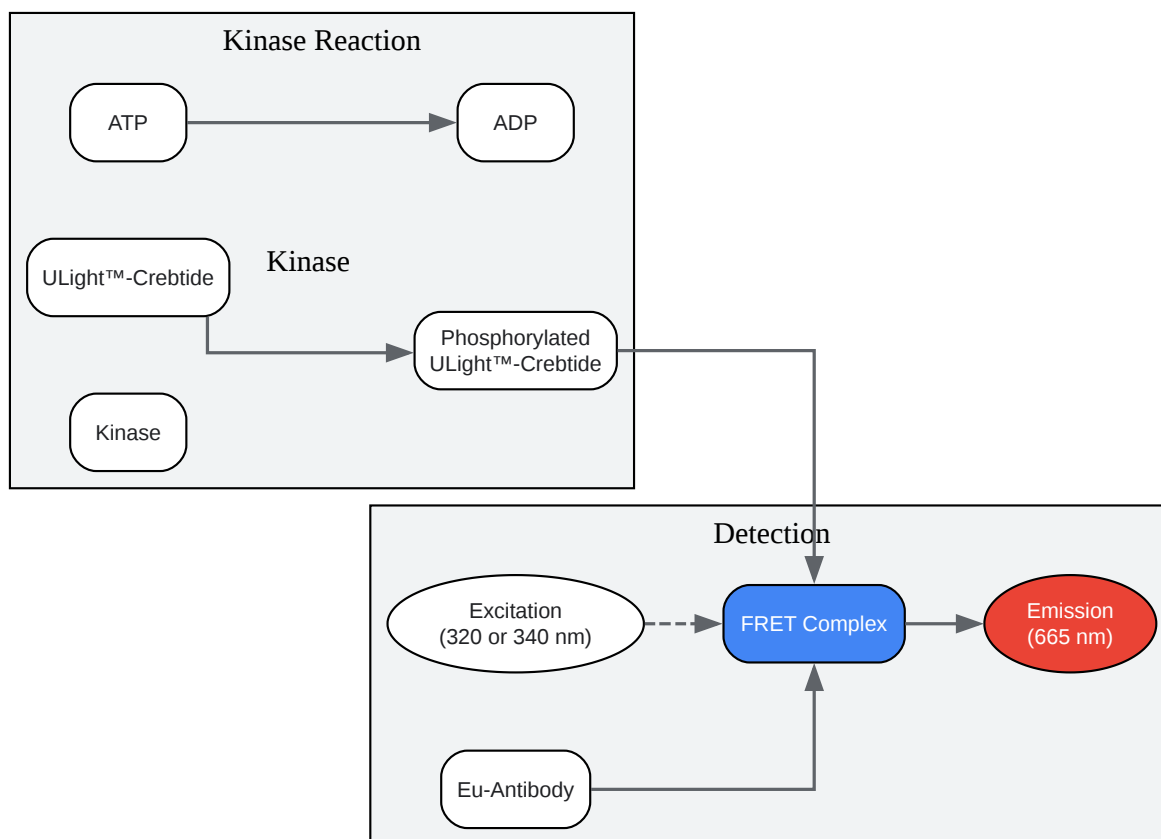 Kinase Reaction
ATP
ADP
ULight™-Crebtide
Kinase
Phosphorylated
ULight™-Crebtide
Kinase
Detection
Excitation
(320 or 340 nm)
FRET Complex
Emission
(665 nm)
Eu-Antibody